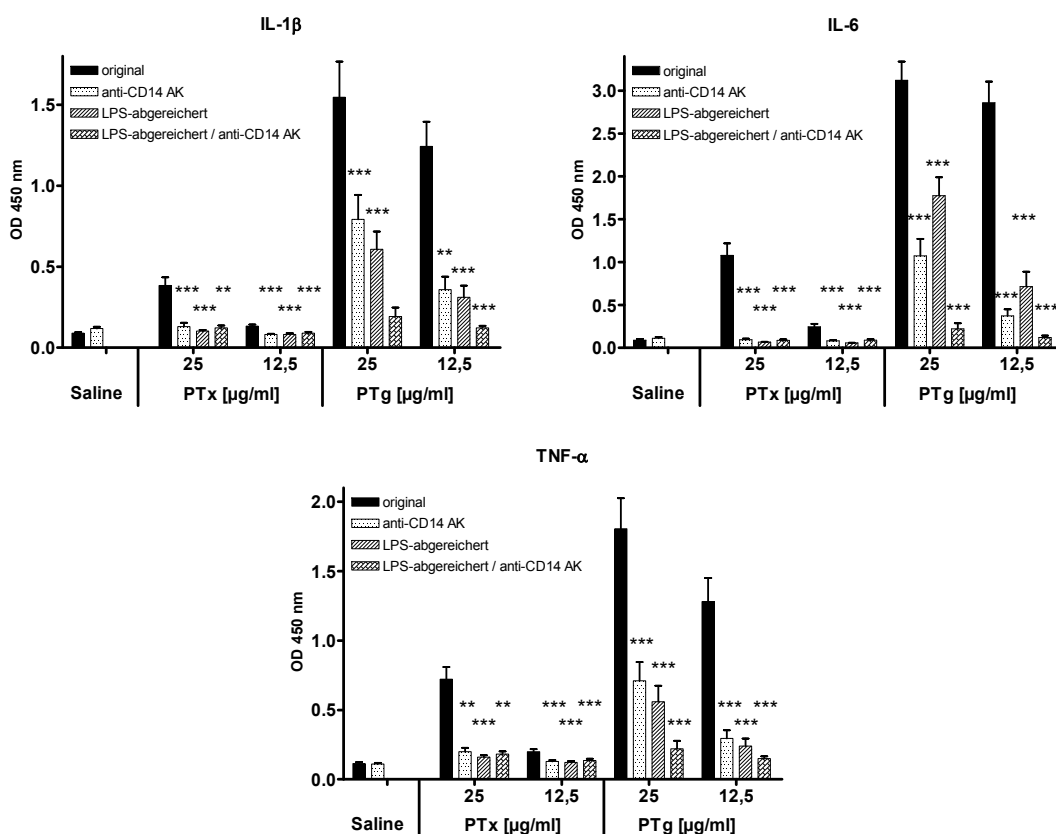 IL-1β
OD 450 nm
original
anti-CD14 AK
LPS-abgereichert
LPS-abgereichert / anti-CD14 AK
1.5
1.0
0.5
0.0
*** ***
** *** ***
*** *** **
*** *** ***
25 12,5 25 12,5
Saline PTx [µg/ml] PTg [µg/ml]
IL-6
OD 450 nm
original
anti-CD14 AK
LPS-abgereichert
LPS-abgereichert / anti-CD14 AK
3.0
2.5
2.0
1.5
1.0
0.5
0.0
*** *** ***
*** *** ***
*** *** ***
*** *** ***
25 12,5 25 12,5
Saline PTx [µg/ml] PTg [µg/ml]
TNF-α
OD 450 nm
original
anti-CD14 AK
LPS-abgereichert
LPS-abgereichert / anti-CD14 AK
2.0
1.5
1.0
0.5
0.0
** *** **
*** *** ***
*** *** ***
*** *** ***
25 12,5 25 12,5
Saline PTx [µg/ml] PTg [µg/ml]